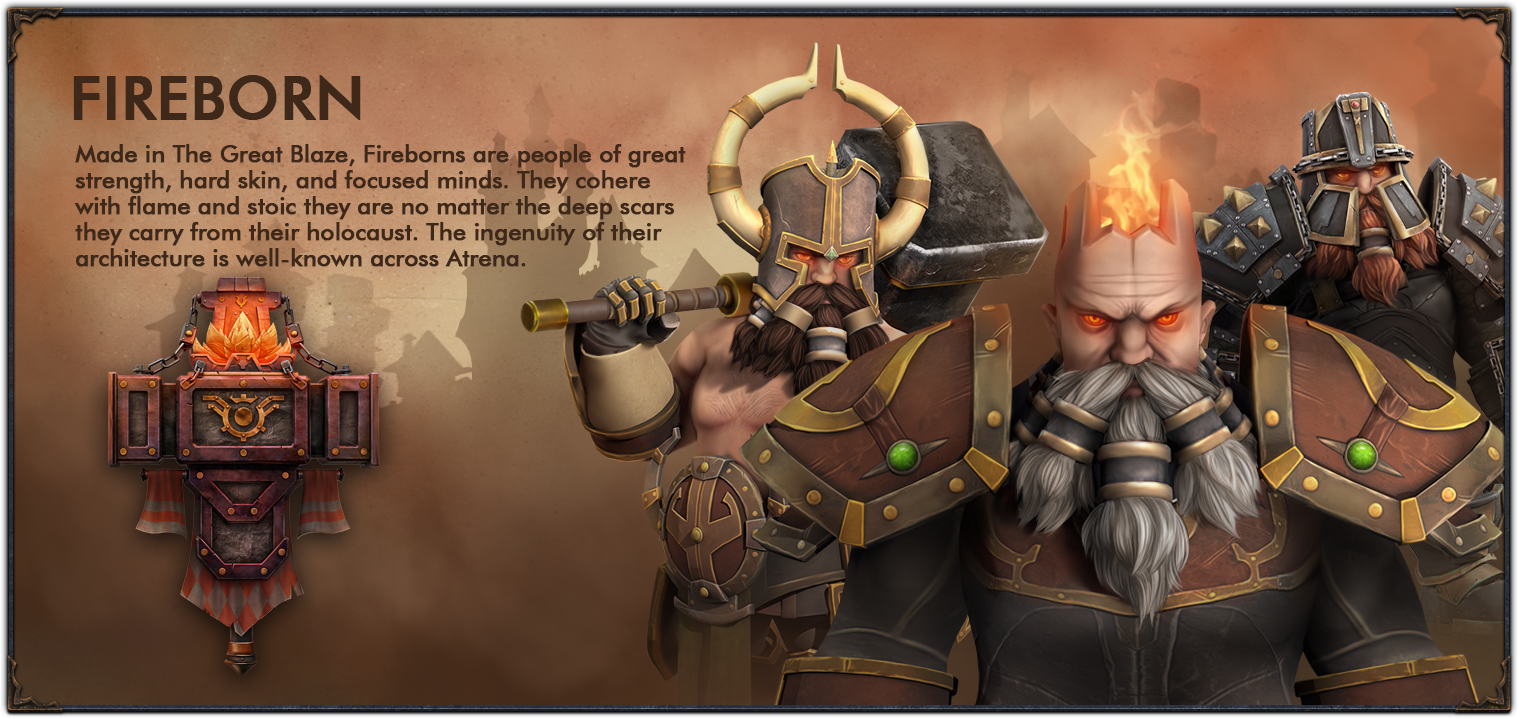 FIREBORN
Made in The Great Blaze, Fireborns are people of great
strength, hard skin, and focused minds. They cohere
with flame and stoic they are no matter the deep scars
they carry from their holocaust. The ingenuity of their
architecture is well-known across Atrena.